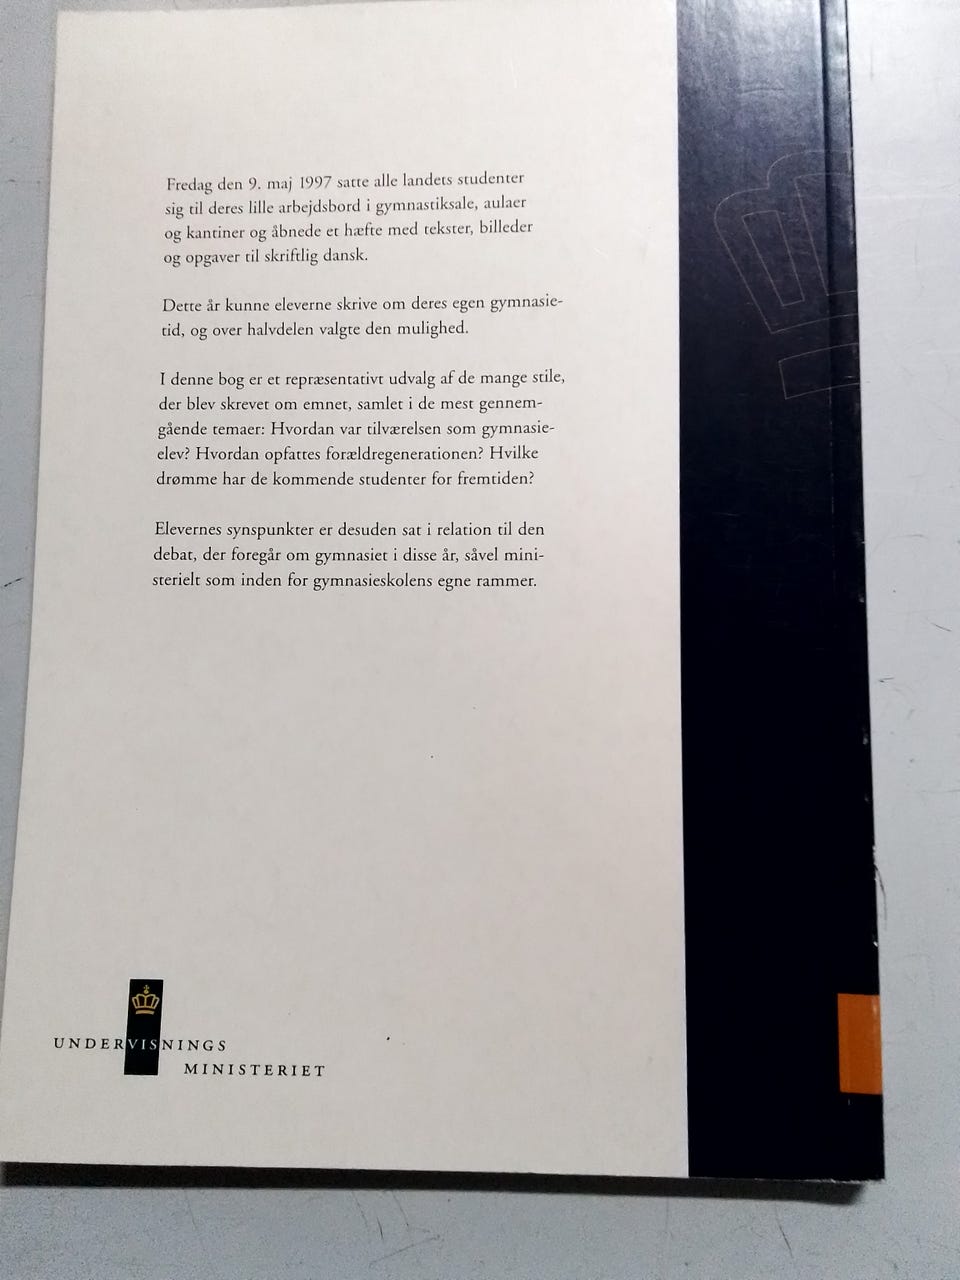 Fredag den 9. maj 1997 satte alle landets studenter
sig til deres lille arbejdsbord i gymnastiksale, aulaer
og kantiner og åbnede et hæfte med tekster, billeder
og opgaver til skriftlig dansk.
Dette år kunne eleverne skrive om deres egen gymnasie-
tid, og over halvdelen valgte den mulighed.
I denne bog er et repræsentativt udvalg af de mange stile,
der blev skrevet om emnet, samlet i de mest gennem-
gående temaer: Hvordan var tilværelsen som gymnasie-
elev? Hvordan opfattes forældregenerationen? Hvilke
drømme har de kommende studenter for fremtiden?
Elevernes synspunkter er desuden sat i relation til den
debat, der foregår om gymnasiet i disse år, såvel mini-
sterielt som inden for gymnasieskolens egne rammer.
UNDERVISNINGS
MINISTERIET